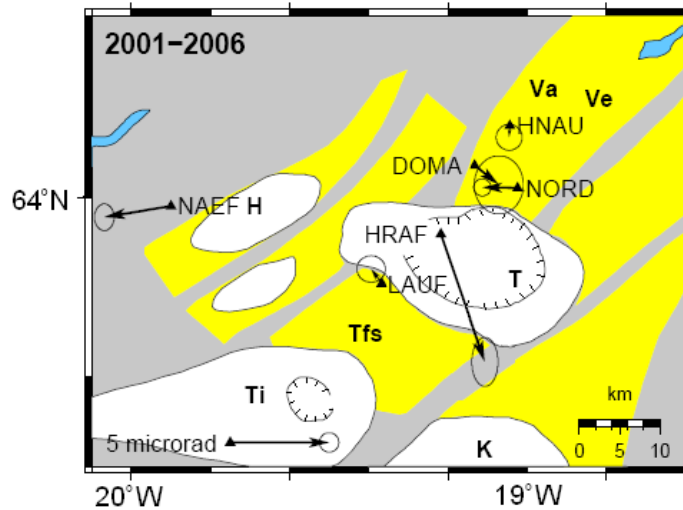 2001–2006
Va
Ve
HNAU
DOMA
NORD
64°N
NAEF
H
HRAF
T
LAUF
Tfs
Ti
km
5 microrad
K
0 5 10
20°W
19°W